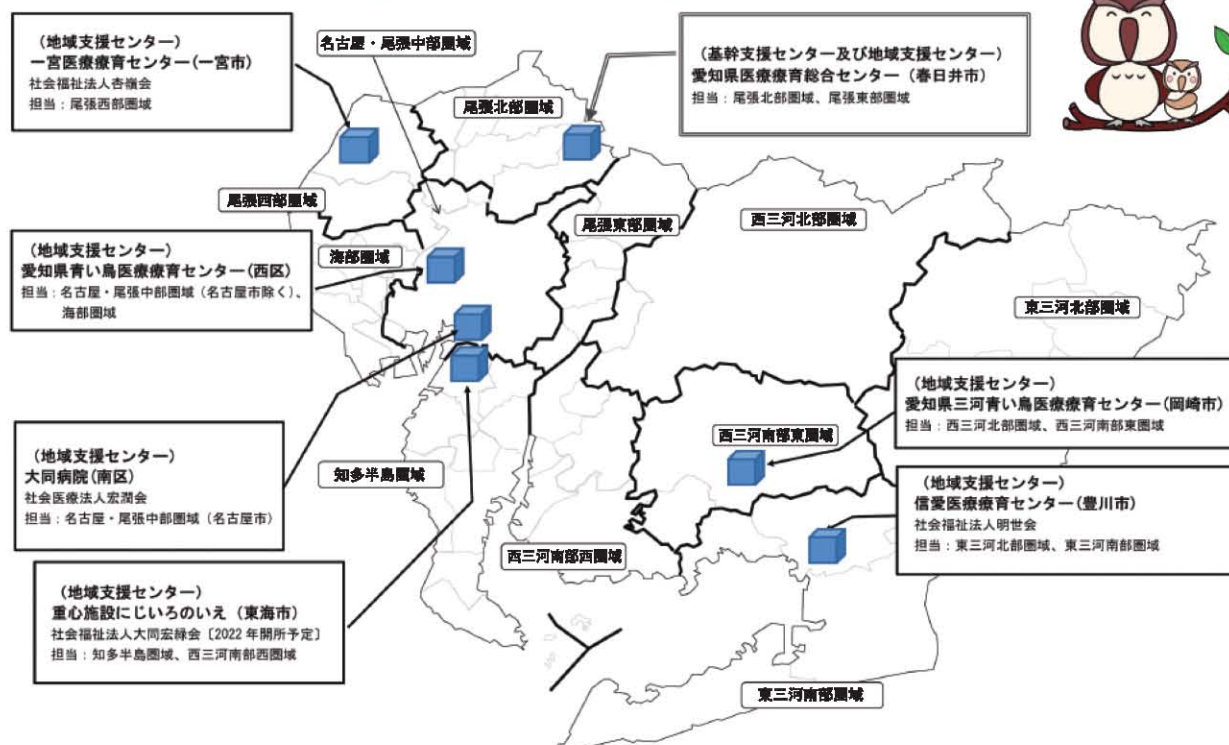 (地域支援センター)
一宮医療療育センター(一宮市)
社会福祉法人杏嶺会
担当：尾張西部圏域
名古屋・尾張中部圏域
(基幹支援センター及び地域支援センター)
愛知県医療療育総合センター（春日井市）
担当：尾張北部圏域、尾張東部圏域
尾張北部圏域
尾張西部圏域
尾張東部圏域
西三河北部圏域
(地域支援センター)
愛知県青い鳥医療療育センター(西区)
担当：名古屋・尾張中部圏域（名古屋市除く）、
海部圏域
海部圏域
東三河北部圏域
(地域支援センター)
愛知県三河青い鳥医療療育センター(岡崎市)
担当：西三河北部圏域、西三河南部東圏域
西三河南部東圏域
(地域支援センター)
大同病院(南区)
社会医療法人宏潤会
担当：名古屋・尾張中部圏域（名古屋市）
知多半島圏域
(地域支援センター)
信愛医療療育センター(豊川市)
社会福祉法人明世会
担当：東三河北部圏域、東三河南部圏域
西三河南部西圏域
(地域支援センター)
重心施設にじいろのいえ（東海市）
社会福祉法人大同宏緑会〔2022年開所予定〕
担当：知多半島圏域、西三河南部西圏域
東三河南部圏域